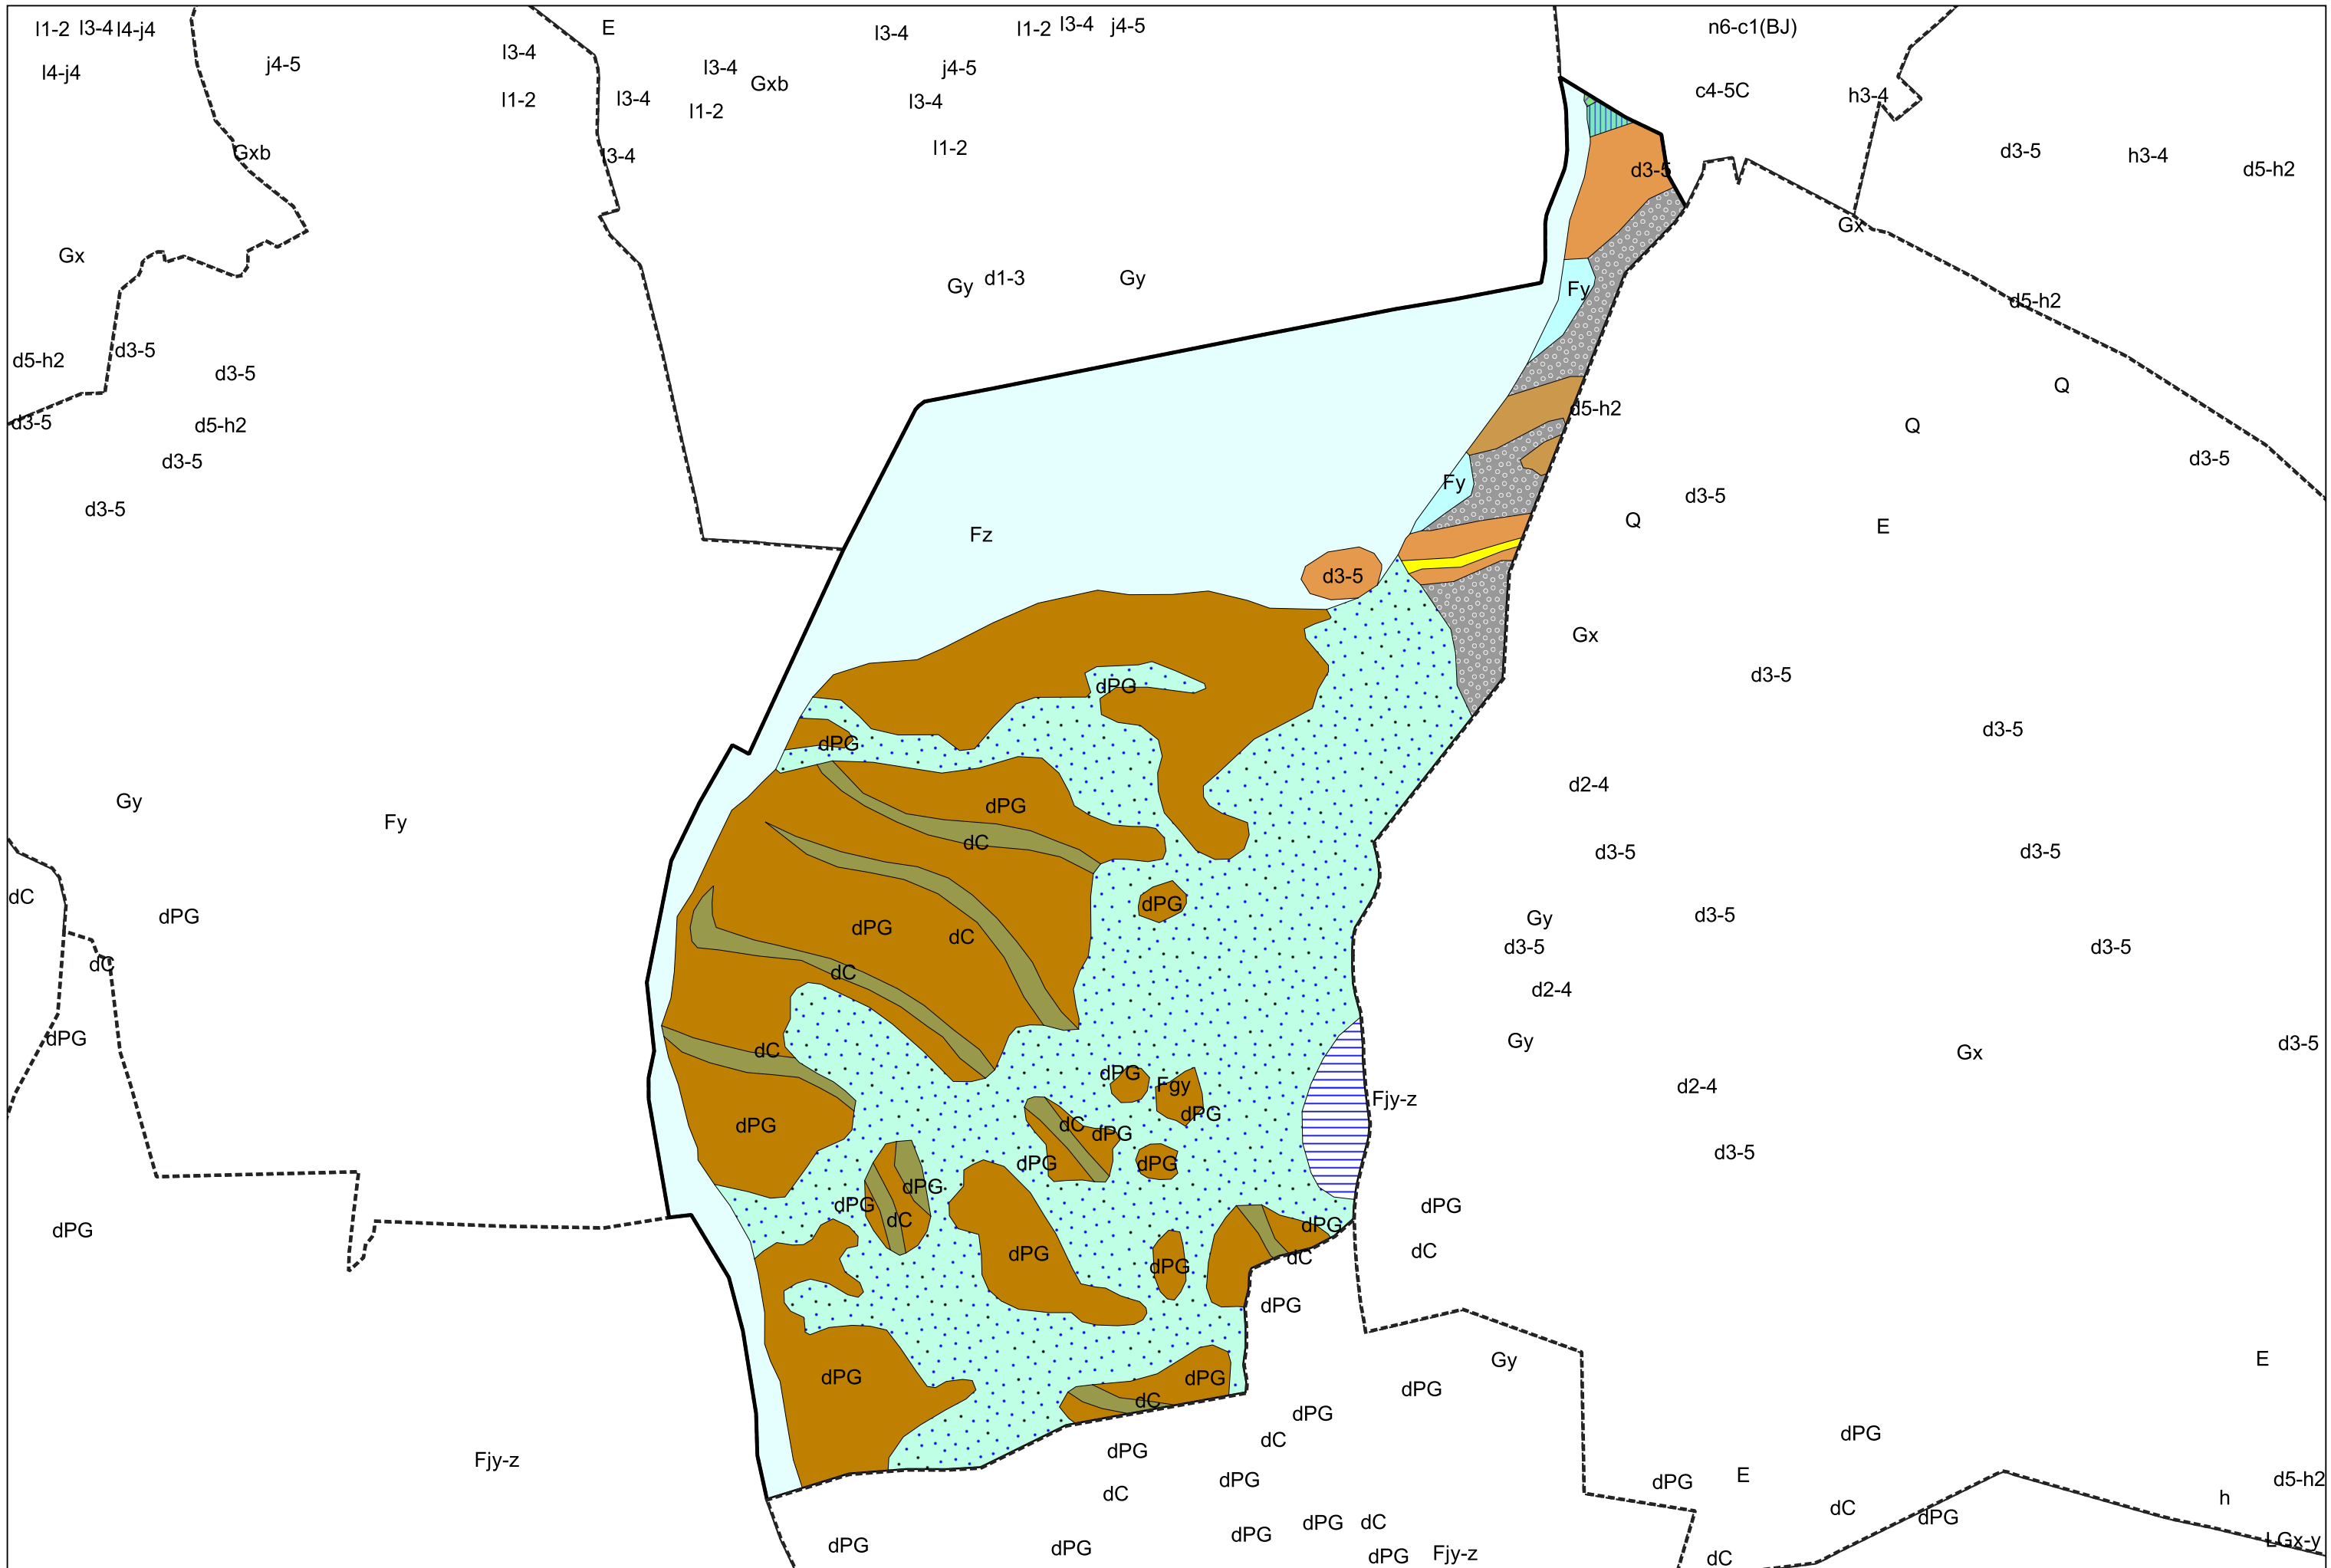 l1-2 l3-4 l4-j4 E l3-4 l1-2 l3-4 j4-5 n6-c1(BJ)
l4-j4 j4-5 l3-4 l3-4 Gxb j4-5
l1-2 l3-4 l1-2 l3-4 c4-5C h3-4
Gxb l3-4 l1-2 d3-5 d3-5 h3-4 d5-h2
Gx Gx
Gy d1-3 Gy Fy d5-h2
d5-h2 d3-5 d3-5 Q
d3-5 d5-h2 d5-h2 Q
d3-5 d3-5
d3-5 Fy d3-5
Fz Q E
d3-5
Gx
dPG d3-5
dPG d3-5
Gy Fy dPG d2-4
dC d3-5 d3-5
dC dPG dPG dPG dC Gy d3-5
dC dC d3-5 d3-5
d2-4
dPG dC Gy Gx d3-5
dPG Fgy Fjy-z d2-4
dPG dC dPG dPG
dPG dPG d3-5
dPG dPG dPG dC dPG dPG
dPG dPG dC dC
dPG
dPG dPG dC dPG Gy E
dPG dC dPG
Fjy-z dPG dPG dPG E dPG d5-h2
dC dC h
dPG dPG dPG dPG dC dPG Fjy-z dC dPG LGx-y